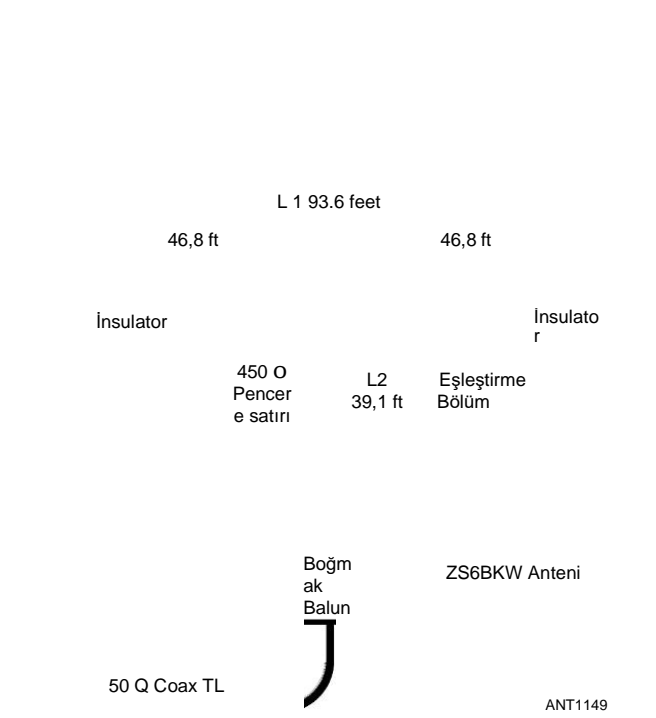 L 1 93.6 feet
46,8 ft
46,8 ft
İnsulator
İnsulato
r
450 O
Pencer
e satırı
L2
39,1 ft
Eşleştirme
Bölüm
Boğm
ak
Balun
ZS6BKW Anteni
50 Q Coax TL
ANT1149